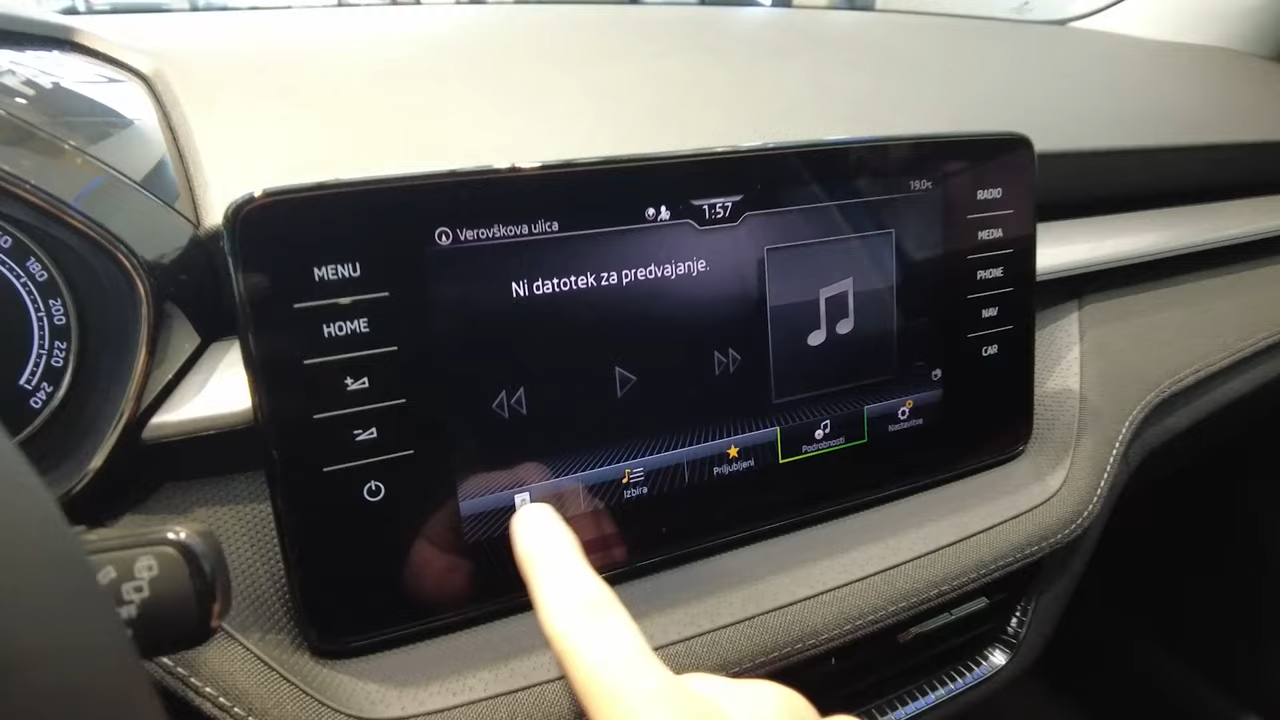 180
200
220
240
MENU
HOME
Verovškova ulica
1:57
19.0°c
Ni datotek za predvajanje.
Izbira
Priljubljeni
Podrobnosti
Nastavitve
RADIO
MEDIA
PHONE
NAV
CAR